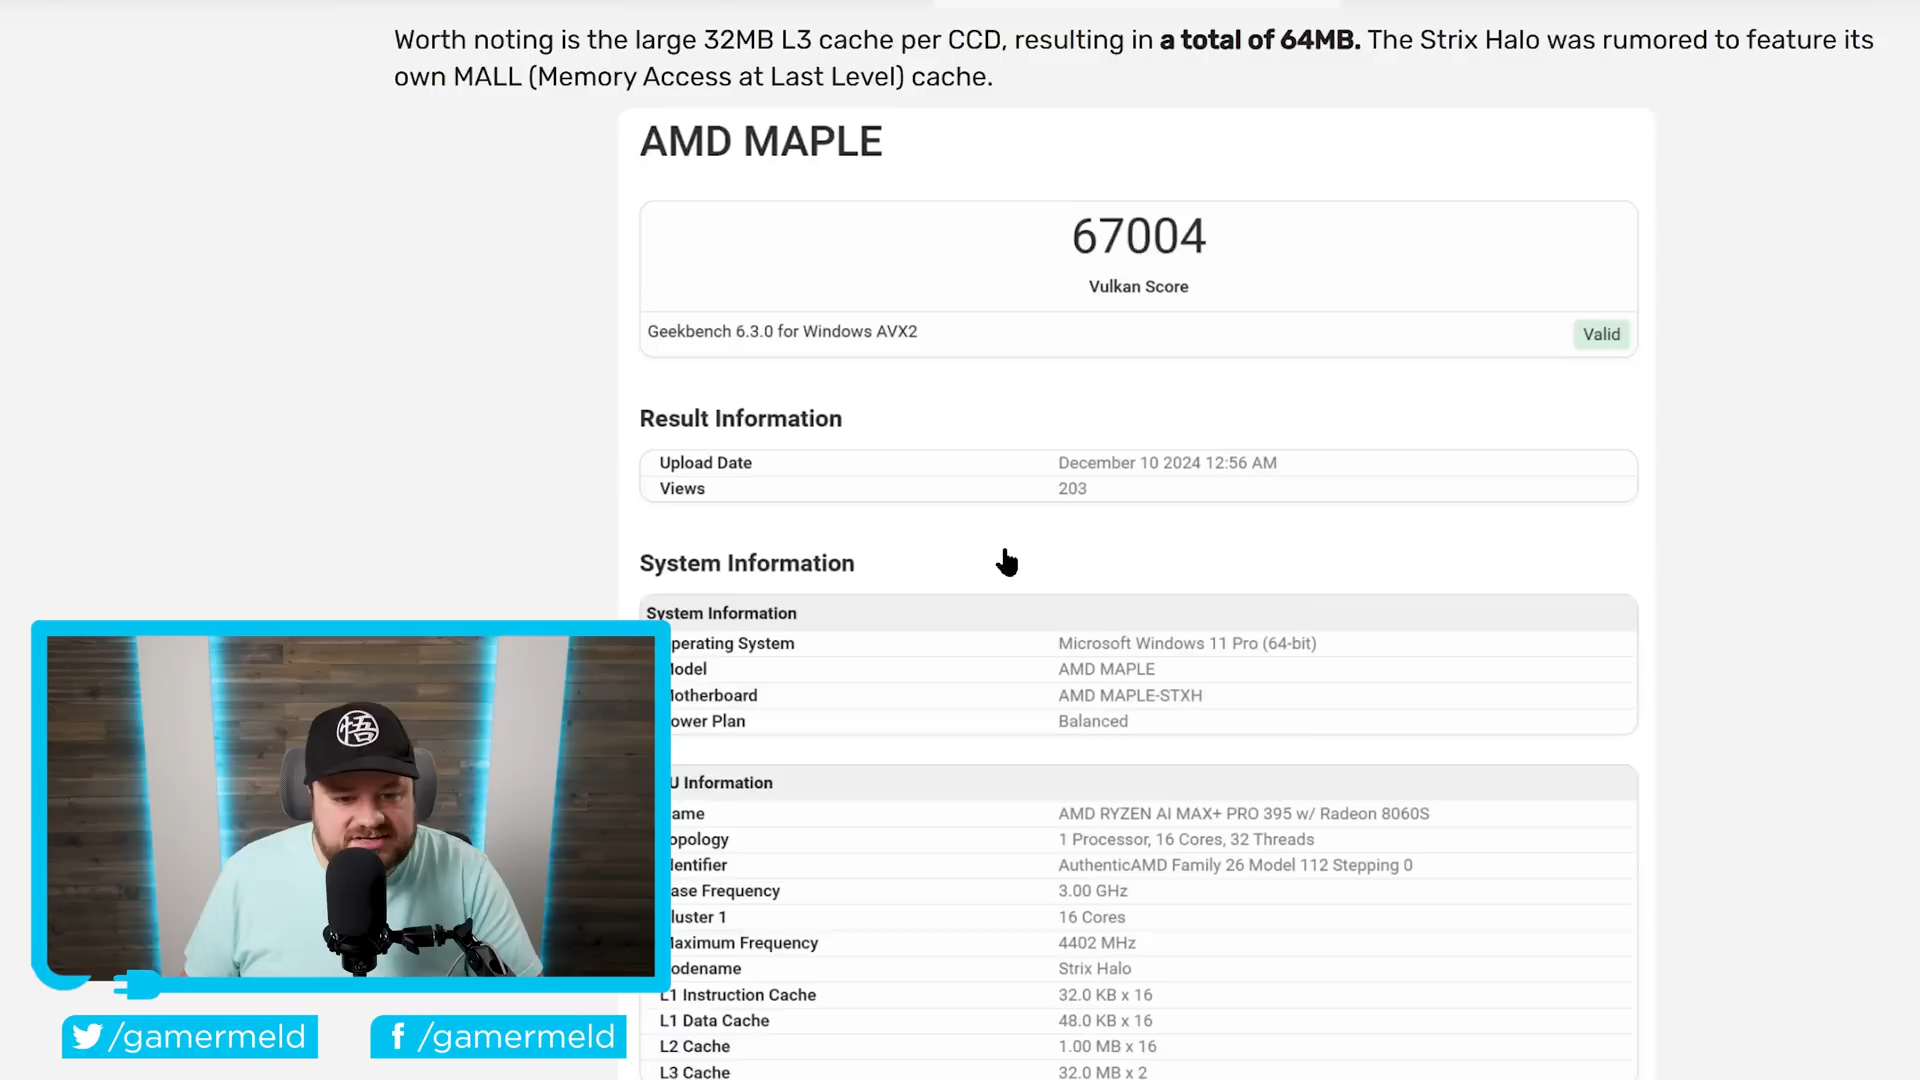 Worth noting is the large 32MB L3 cache per CCD, resulting in a total of 64MB. The Strix Halo was rumored to feature its
own MALL (Memory Access at Last Level) cache.
AMD MAPLE
67004
Vulkan Score
Geekbench 6.3.0 for Windows AVX2 Valid
Result Information
Upload Date December 10 2024 12:56 AM
Views 203
System Information
System Information
perating System Microsoft Windows 11 Pro (64-bit)
odel AMD MAPLE
otherboard AMD MAPLE-STXH
ower Plan Balanced
U Information
ame AMD RYZEN AI MAX+ PRO 395 w/ Radeon 8060S
opology 1 Processor, 16 Cores, 32 Threads
entifier AuthenticAMD Family 26 Model 112 Stepping 0
ase Frequency 3.00 GHz
luster 1 16 Cores
aximum Frequency 4402 MHz
odename Strix Halo
L1 Instruction Cache 32.0 KB x 16
L1 Data Cache 48.0 KB x 16
L2 Cache 1.00 MB x 16
L3 Cache 32.0 MB x 2
悟
/gamermeld
f /gamermeld